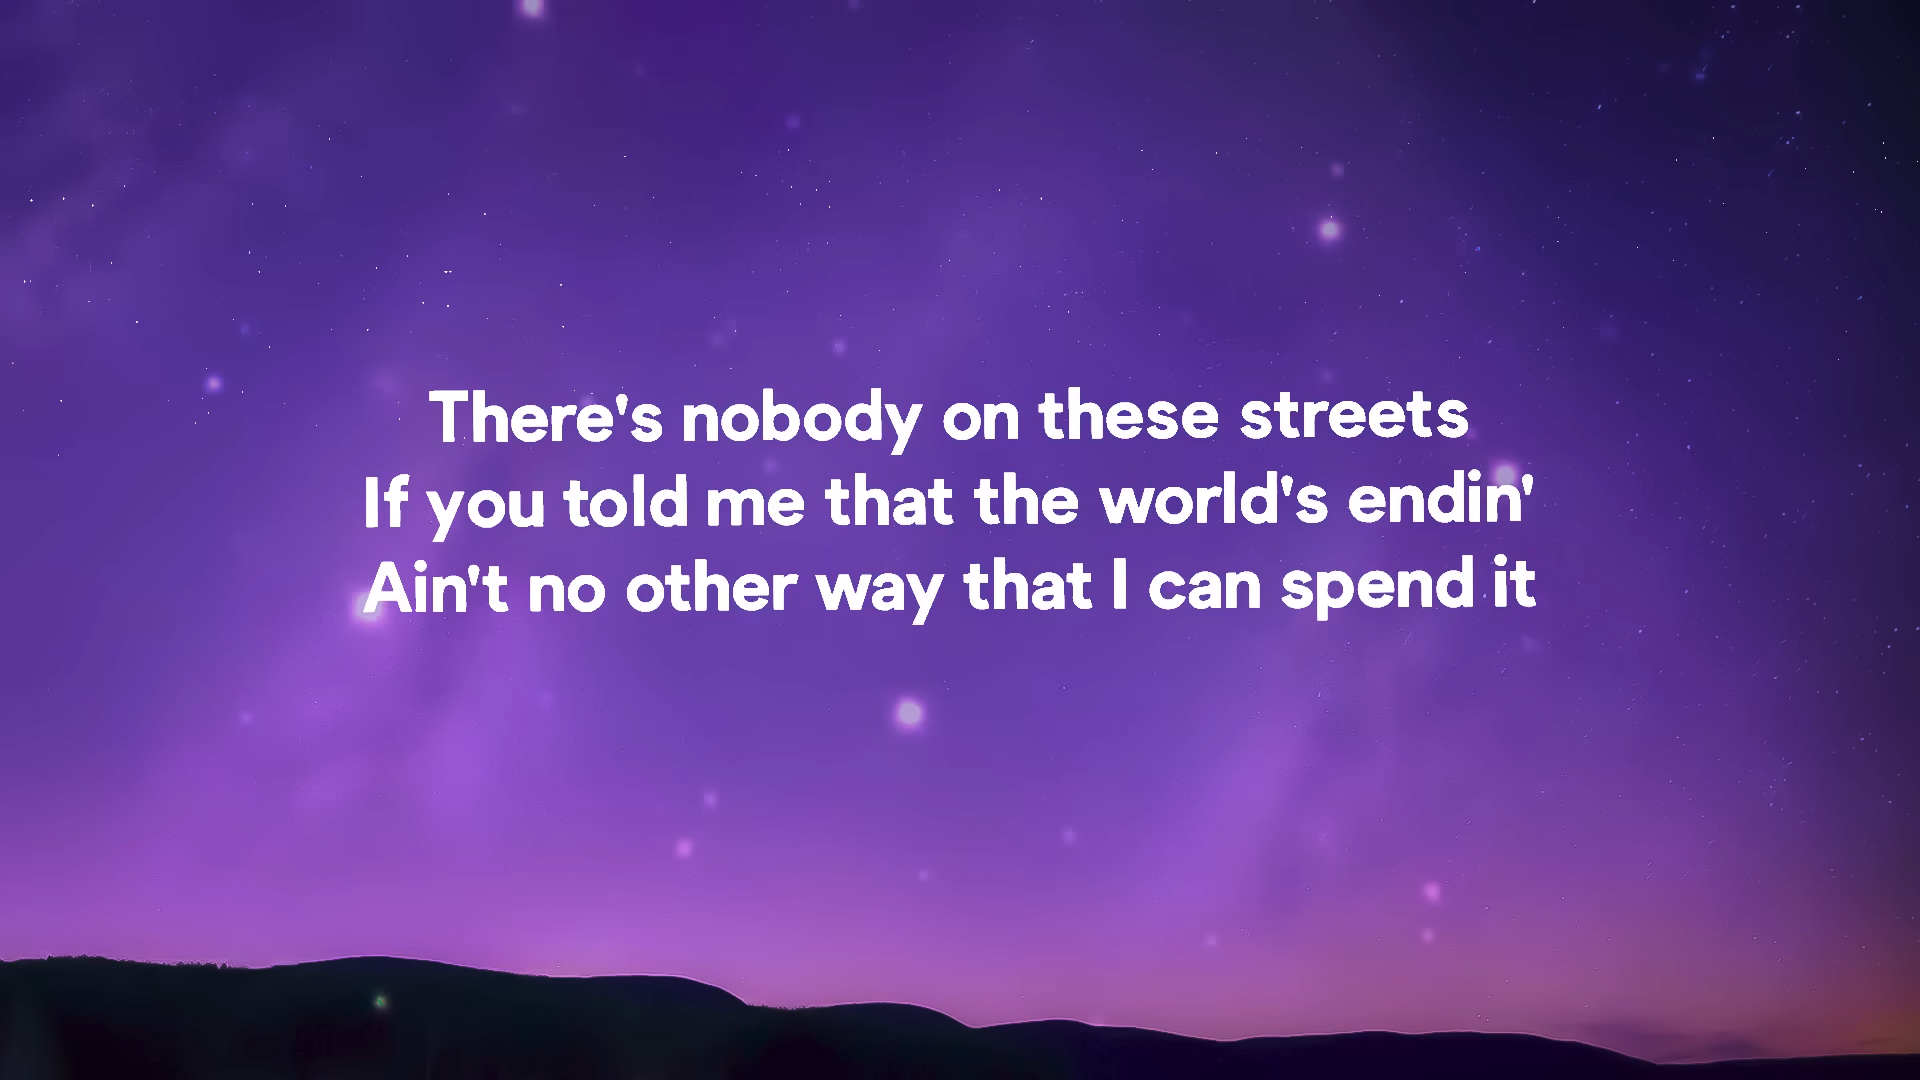 There's nobody on these streets
If you told me that the world's endin'
Ain't no other way that I can spend it